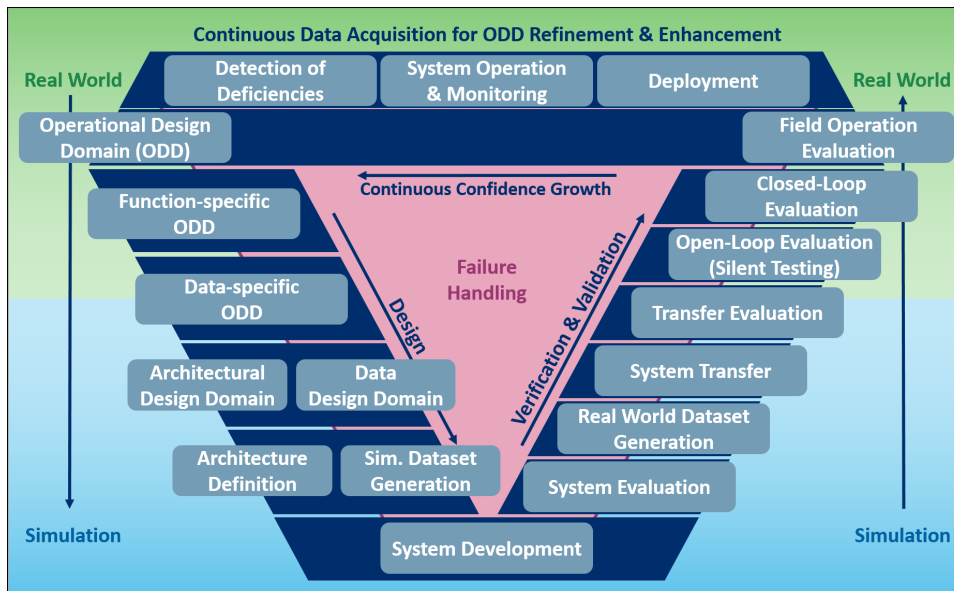 Continuous Data Acquisition for ODD Refinement & Enhancement
Real World
Detection of
Deficiencies
System Operation
& Monitoring
Deployment
Real World
Operational Design
Domain (ODD)
Field Operation
Evaluation
Continuous Confidence Growth
Function-specific
ODD
Closed-Loop
Evaluation
Open-Loop Evaluation
(Silent Testing)
Failure
Handling
Data-specific
ODD
Design
Verification & Validation
Transfer Evaluation
Architectural
Design Domain
Data
Design Domain
System Transfer
Real World Dataset
Generation
Architecture
Definition
Sim. Dataset
Generation
System Evaluation
Simulation
System Development
Simulation